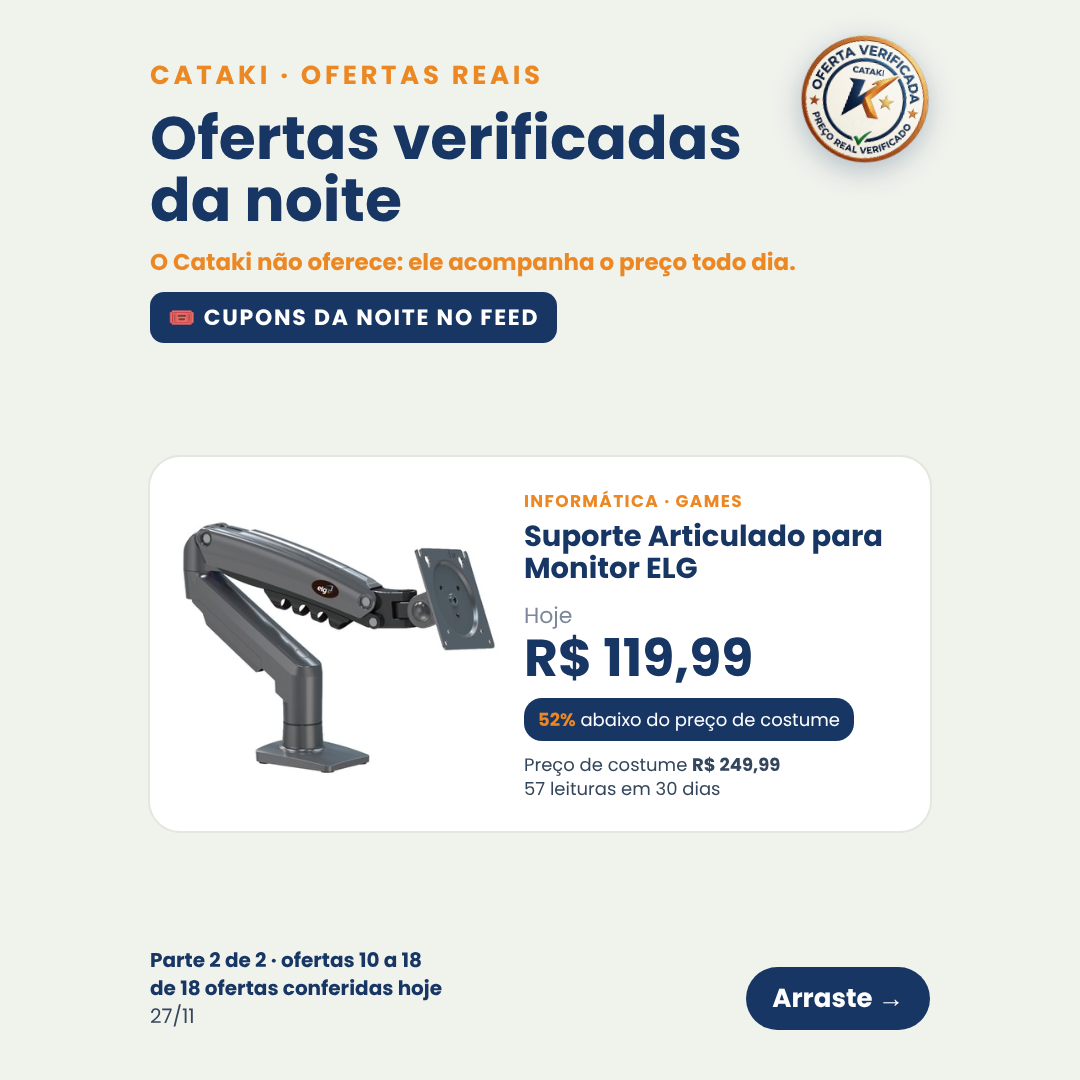 CATAKI · OFERTAS REAIS
Ofertas verificadas
da noite
OFERTA VERIFICADA
CATAKI
PREÇO REAL VERIFICADO
O Cataki não oferece: ele acompanha o preço todo dia.
CUPONS DA NOITE NO FEED
elg
INFORMÁTICA · GAMES
Suporte Articulado para
Monitor ELG
Hoje
R$ 119,99
52% abaixo do preço de costume
Preço de costume R$ 249,99
57 leituras em 30 dias
Parte 2 de 2 · ofertas 10 a 18
de 18 ofertas conferidas hoje
27/11
Arraste →